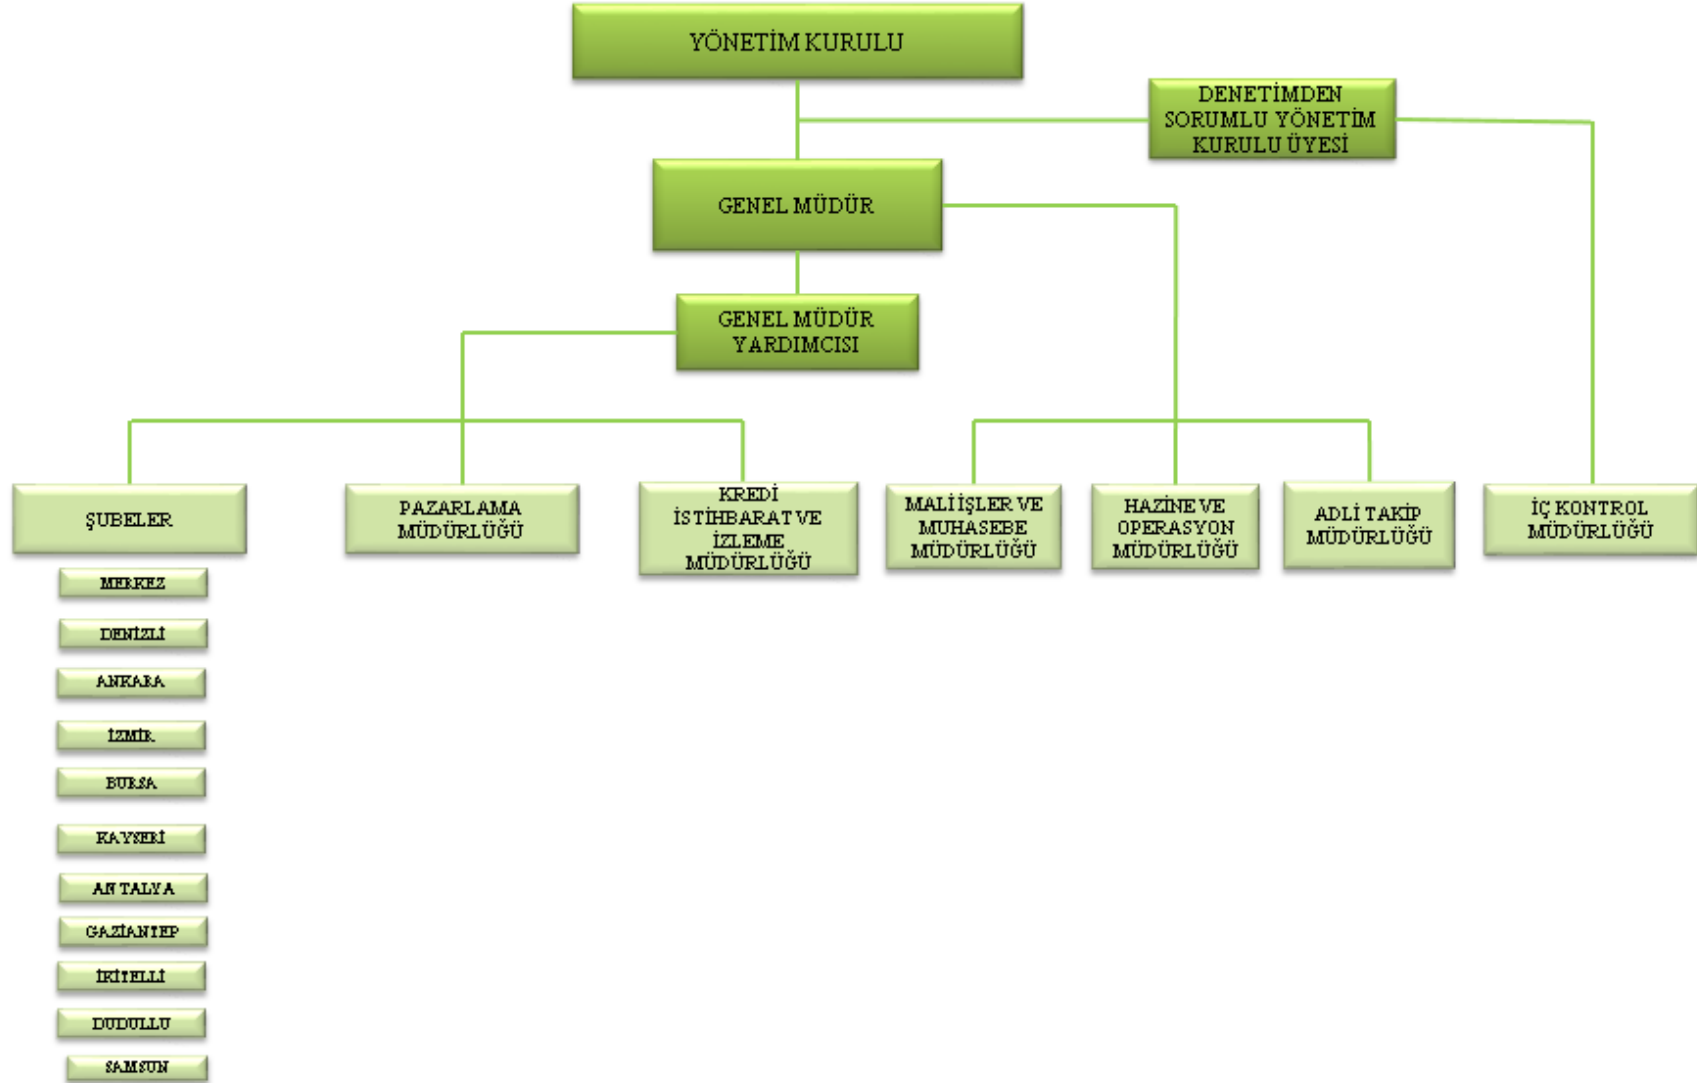 YÖNETİM KURULU
DENETİMDEN
SORUMLU YÖNETİM
KURULU ÜYESİ
GENEL MÜDÜR
GENEL MÜDÜR
YARDIMCISI
ŞUBELER
PAZARLAMA
MÜDÜRLÜĞÜ
KREDİ
İSTİHBARAT VE
İZLEME
MÜDÜRLÜĞÜ
MALİ İŞLER VE
MUHASEBE
MÜDÜRLÜĞÜ
HAZİNE VE
OPERASYON
MÜDÜRLÜĞÜ
ADLİ TAKİP
MÜDÜRLÜĞÜ
İÇ KONTROL
MÜDÜRLÜĞÜ
MERKEZ
DENİZLİ
ANKARA
İZMİR
BURSA
KAYSERİ
ANTALYA
GAZİANTEP
İKİTELLİ
DUDULLU
SAMSUN